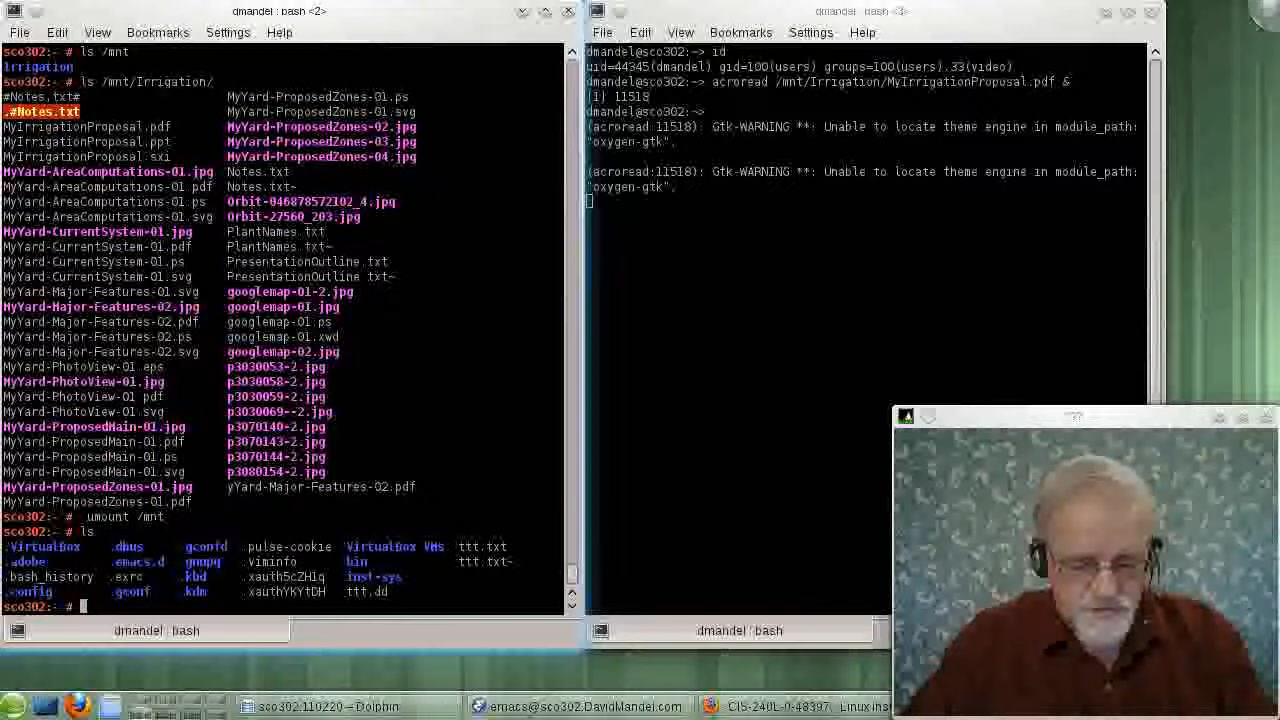 dmandel : bash <2>
File Edit View Bookmarks Settings Help
sco302:~ # ls /mnt
Irrigation
sco302:~ # ls /mnt/Irrigation/
#Notes.txt# MyYard-ProposedZones-01.ps
.#Notes.txt MyYard-ProposedZones-01.svg
MyIrrigationProposal.pdf MyYard-ProposedZones-02.jpg
MyIrrigationProposal.ppt MyYard-ProposedZones-03.jpg
MyIrrigationProposal.sxi MyYard-ProposedZones-04.jpg
MyYard-AreaComputations-01.jpg Notes.txt
MyYard-AreaComputations-01.pdf Notes.txt~
MyYard-AreaComputations-01.ps Orbit-046878572102_4.jpg
MyYard-AreaComputations-01.svg Orbit-27560_203.jpg
MyYard-CurrentSystem-01.jpg PlantNames.txt
MyYard-CurrentSystem-01.pdf PlantNames.txt~
MyYard-CurrentSystem-01.ps PresentationOutline.txt
MyYard-CurrentSystem-01.svg PresentationOutline.txt~
MyYard-Major-Features-01.svg googlemap-01-2.jpg
MyYard-Major-Features-02.jpg googlemap-01.jpg
MyYard-Major-Features-02.pdf googlemap-01.ps
MyYard-Major-Features-02.ps googlemap-01.xwd
MyYard-Major-Features-02.svg googlemap-02.jpg
MyYard-PhotoView-01.eps p3030053-2.jpg
MyYard-PhotoView-01.jpg p3030058-2.jpg
MyYard-PhotoView-01.pdf p3030059-2.jpg
MyYard-PhotoView-01.svg p3030069--2.jpg
MyYard-ProposedMain-01.jpg p3070140-2.jpg
MyYard-ProposedMain-01.pdf p3070143-2.jpg
MyYard-ProposedMain-01.ps p3070144-2.jpg
MyYard-ProposedMain-01.svg p3080154-2.jpg
MyYard-ProposedZones-01.jpg yYard-Major-Features-02.pdf
MyYard-ProposedZones-01.pdf
sco302:~ # umount /mnt
sco302:~ # ls
.VirtualBox .dbus .gconfd .pulse-cookie VirtualBox VMs ttt.txt
.adobe .emacs.d .gnupg .viminfo bin ttt.txt~
.bash_history .exrc .kbd .xauth5cZHlq inst-sys
.config .gconf .kdm .xauthYKYtDH ttt.dd
sco302:~ #
dmandel : bash
dmandel : bash <3>
File Edit View Bookmarks Settings Help
dmandel@sco302:~> id
uid=44345(dmandel) gid=100(users) groups=100(users),33(video)
dmandel@sco302:~> acroread /mnt/Irrigation/MyIrrigationProposal.pdf &
[1] 11518
dmandel@sco302:~>
(acroread:11518): Gtk-WARNING **: Unable to locate theme engine in module_path:
"oxygen-gtk",
(acroread:11518): Gtk-WARNING **: Unable to locate theme engine in module_path:
"oxygen-gtk",
dmandel : bash
???
sco302.110220 – Dolphin
emacs@sco302.DavidMandel.com
CIS-240L-0-48397